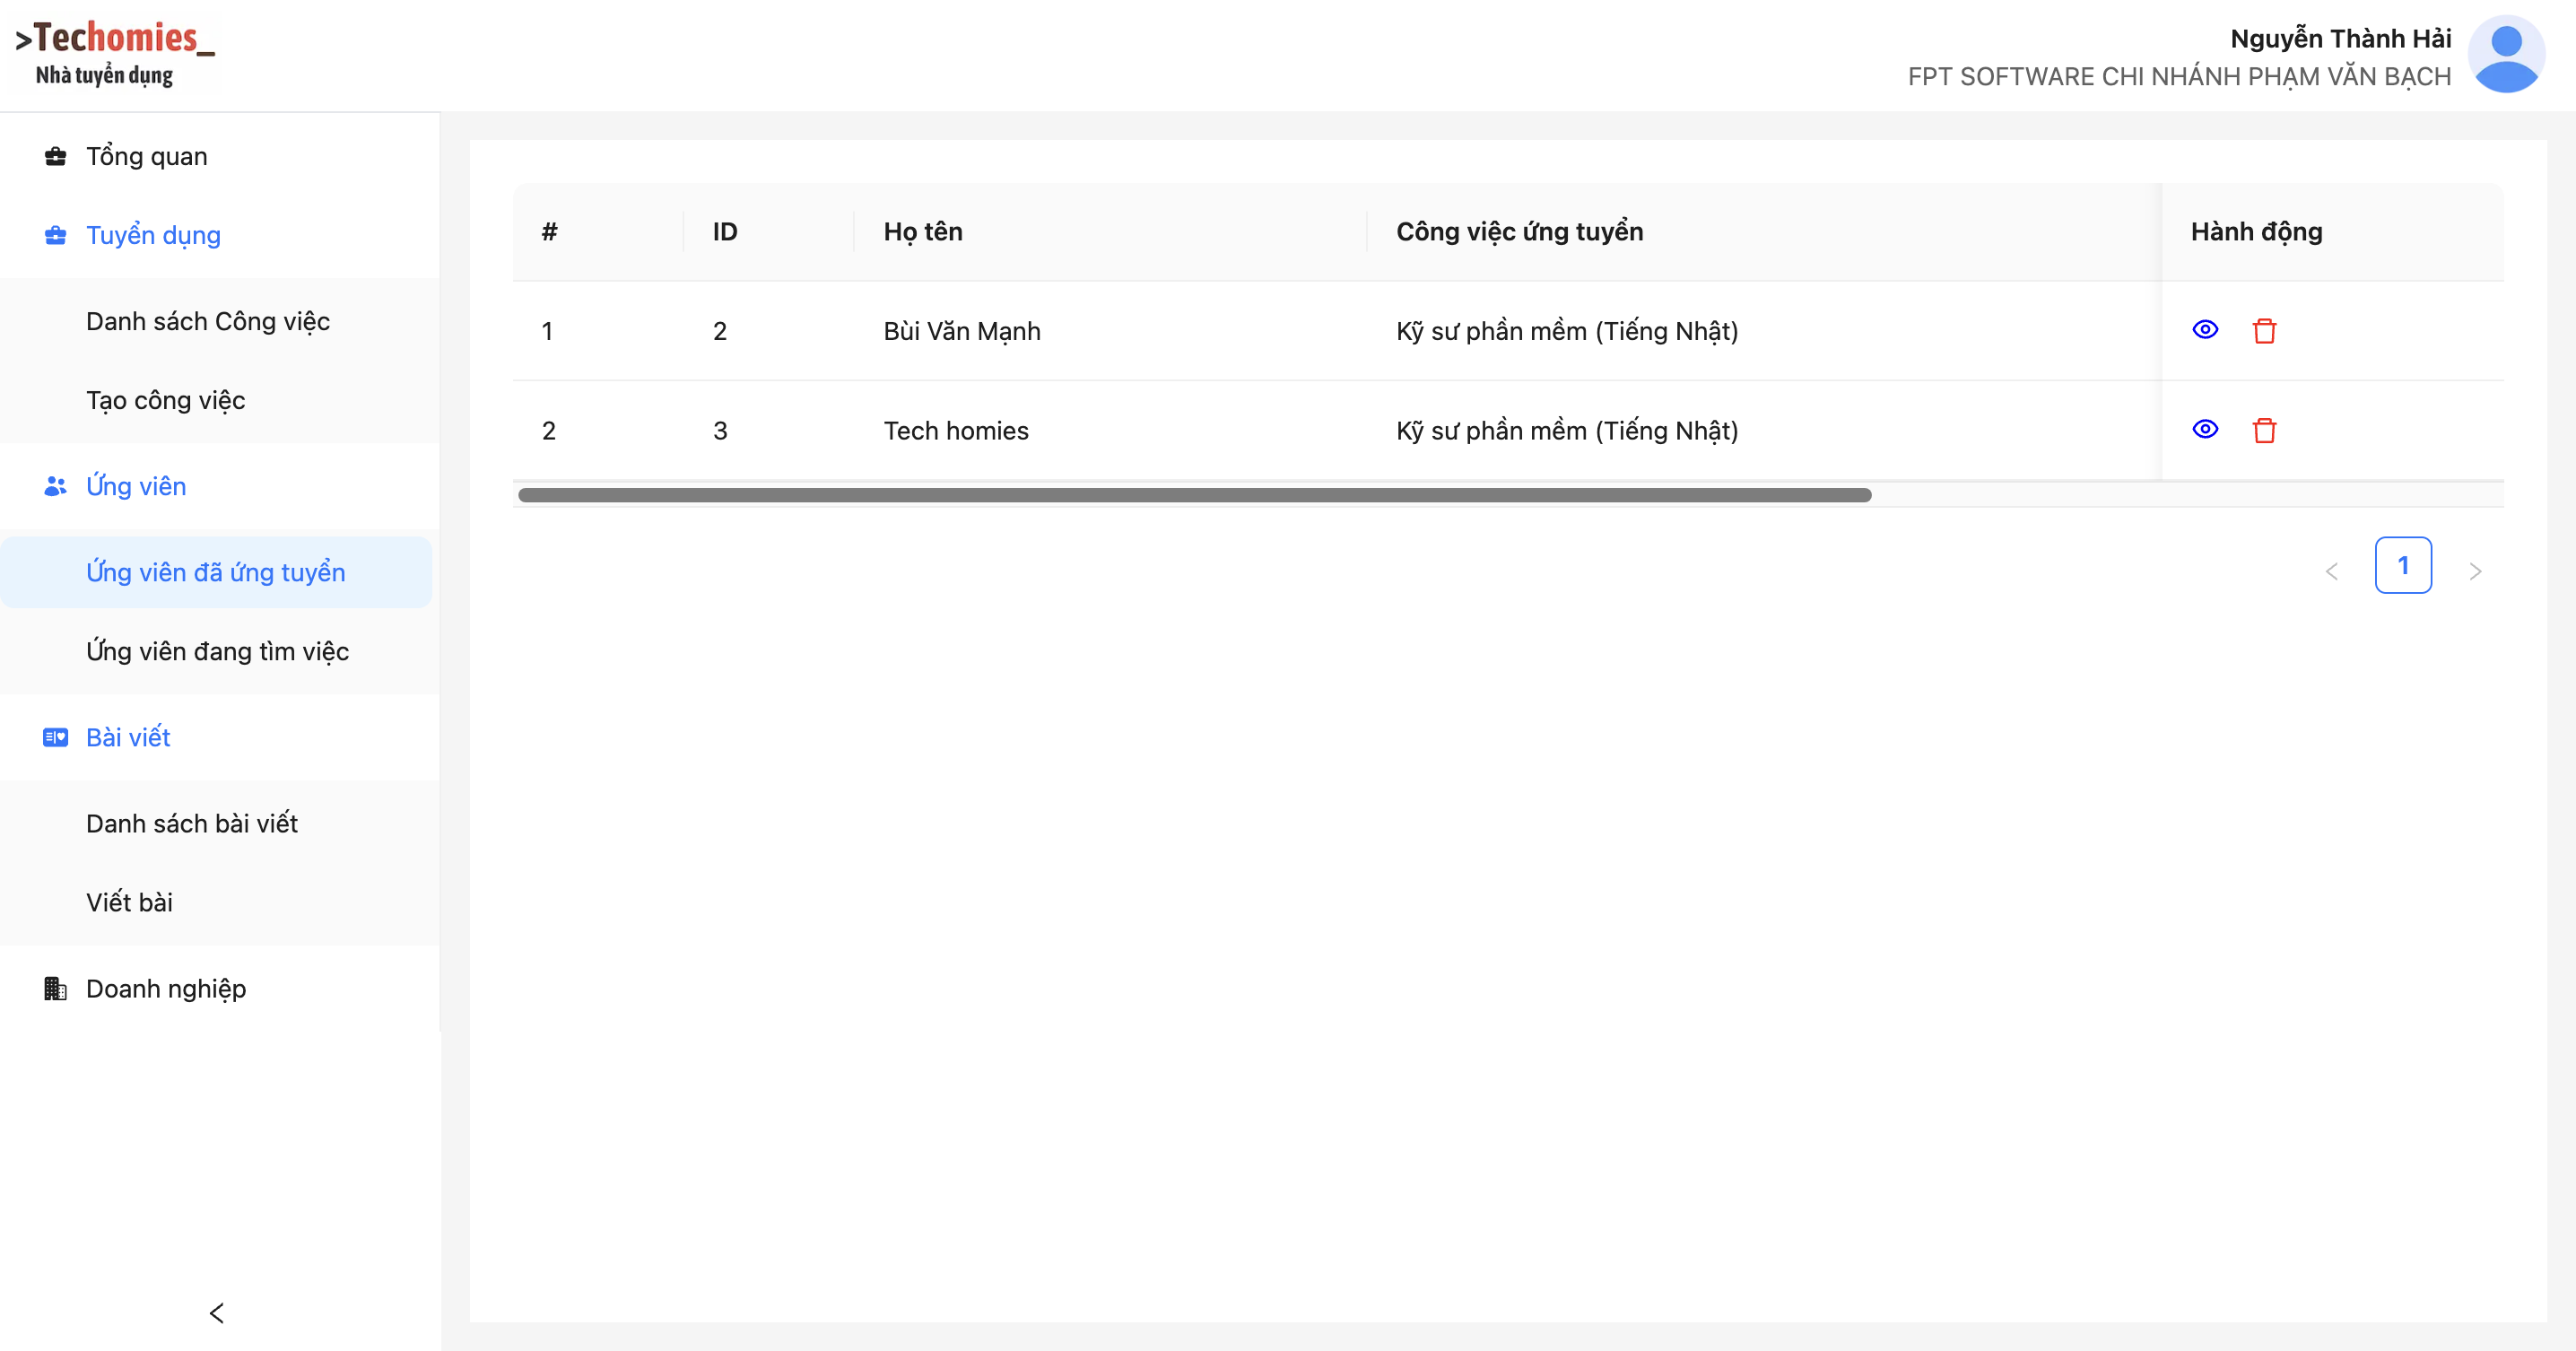 >Techomies_
Nhà tuyển dụng
Nguyễn Thành Hải
FPT SOFTWARE CHI NHÁNH PHẠM VĂN BẠCH
Tổng quan
Tuyển dụng
Danh sách Công việc
Tạo công việc
Ứng viên
Ứng viên đã ứng tuyển
Ứng viên đang tìm việc
Bài viết
Danh sách bài viết
Viết bài
Doanh nghiệp
# ID Họ tên Công việc ứng tuyển Hành động
1 2 Bùi Văn Mạnh Kỹ sư phần mềm (Tiếng Nhật)
2 3 Tech homies Kỹ sư phần mềm (Tiếng Nhật)
1